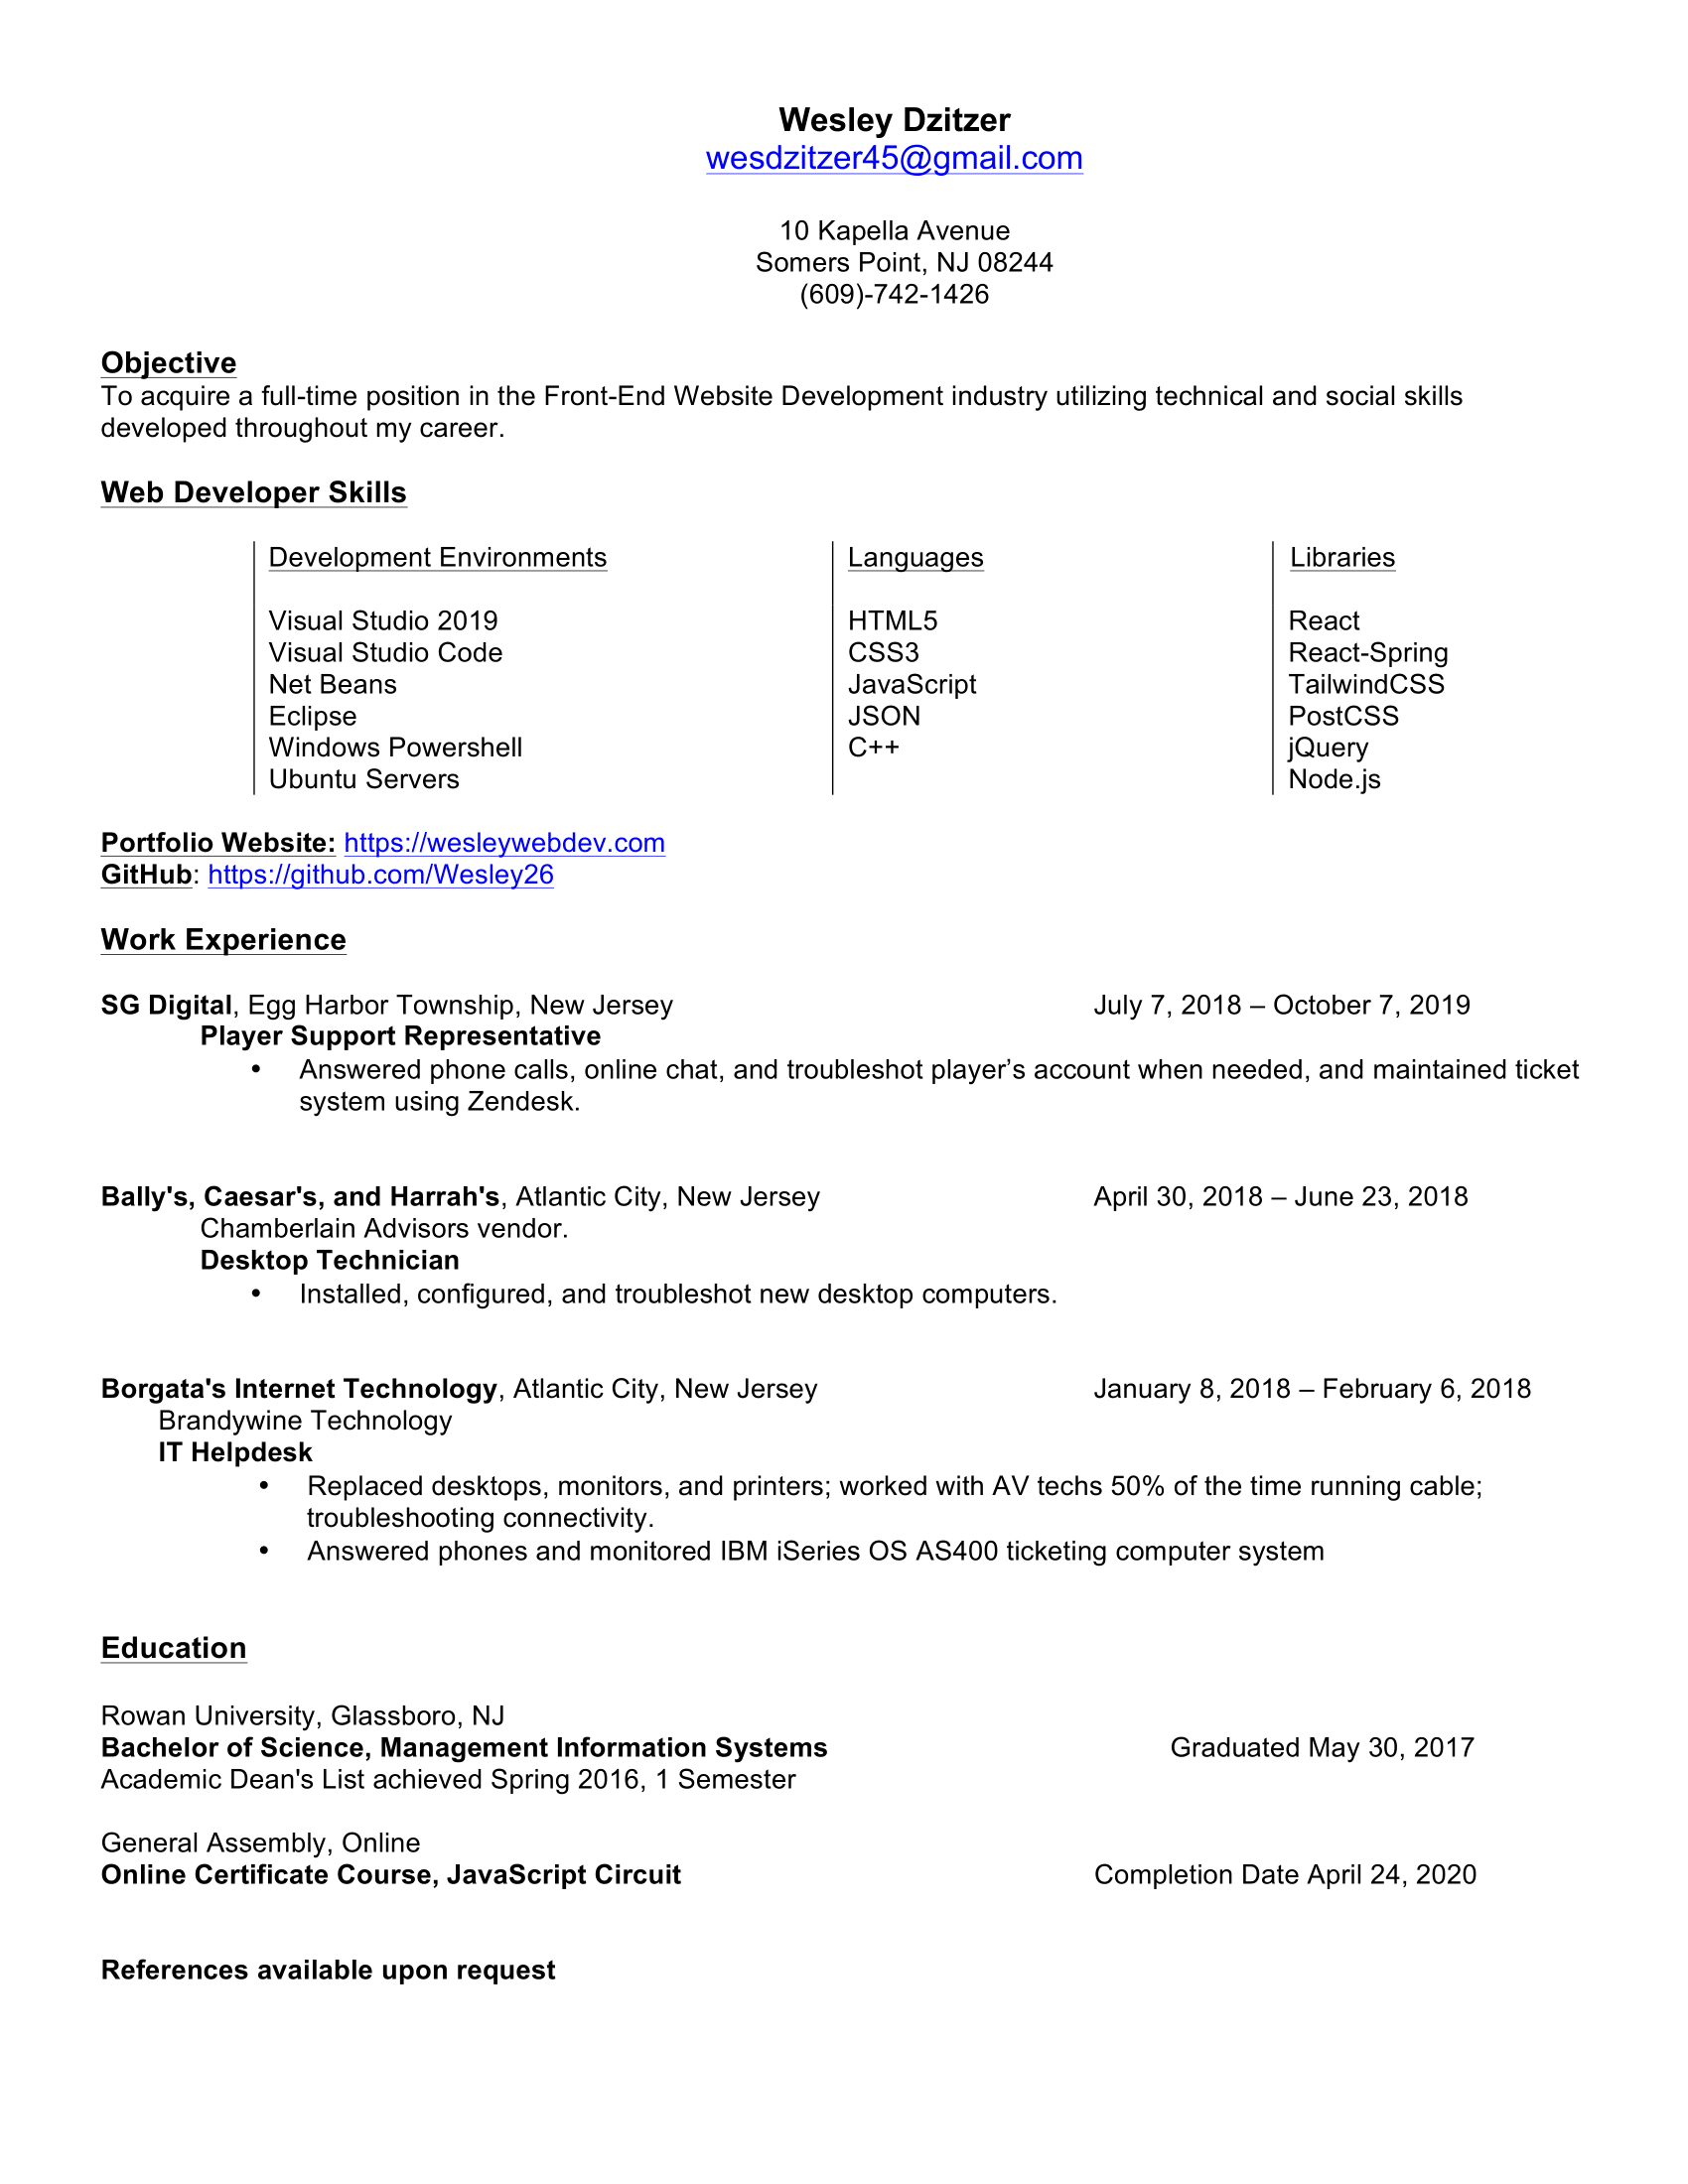 Wesley Dzitzer
wesdzitzer45@gmail.com
10 Kapella Avenue
Somers Point, NJ 08244
(609)-742-1426
Objective
To acquire a full-time position in the Front-End Website Development industry utilizing technical and social skills
developed throughout my career.
Web Developer Skills
Development Environments Languages Libraries
Visual Studio 2019 HTML5 React
Visual Studio Code CSS3 React-Spring
Net Beans JavaScript TailwindCSS
Eclipse JSON PostCSS
Windows Powershell C++ jQuery
Ubuntu Servers Node.js
Portfolio Website: https://wesleywebdev.com
GitHub: https://github.com/Wesley26
Work Experience
SG Digital, Egg Harbor Township, New Jersey July 7, 2018 – October 7, 2019
Player Support Representative
• Answered phone calls, online chat, and troubleshot player’s account when needed, and maintained ticket
system using Zendesk.
Bally's, Caesar's, and Harrah's, Atlantic City, New Jersey April 30, 2018 – June 23, 2018
Chamberlain Advisors vendor.
Desktop Technician
• Installed, configured, and troubleshot new desktop computers.
Borgata's Internet Technology, Atlantic City, New Jersey January 8, 2018 – February 6, 2018
Brandywine Technology
IT Helpdesk
• Replaced desktops, monitors, and printers; worked with AV techs 50% of the time running cable;
troubleshooting connectivity.
• Answered phones and monitored IBM iSeries OS AS400 ticketing computer system
Education
Rowan University, Glassboro, NJ
Bachelor of Science, Management Information Systems Graduated May 30, 2017
Academic Dean's List achieved Spring 2016, 1 Semester
General Assembly, Online
Online Certificate Course, JavaScript Circuit Completion Date April 24, 2020
References available upon request